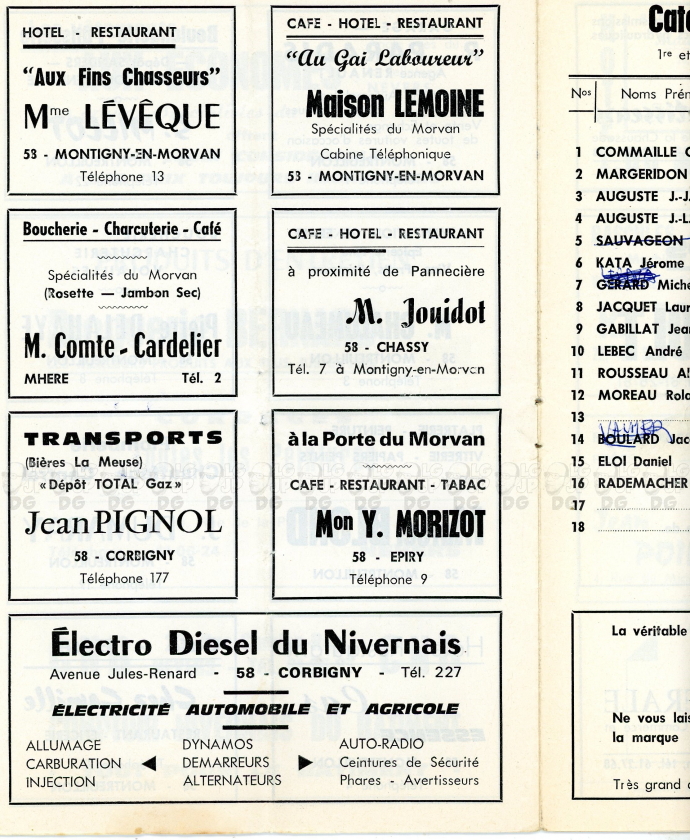 HOTEL - RESTAURANT
“Aux Fins Chasseurs”
Mme LÉVÊQUE
53 - MONTIGNY-EN-MORVAN
Téléphone 13
CAFE - HOTEL - RESTAURANT
“Au Gai Laboureur”
Maison LEMOINE
Spécialités du Morvan
Cabine Téléphonique
53 - MONTIGNY-EN-MORVAN
Boucherie - Charcuterie - Café
Spécialités du Morvan
(Rosette — Jambon Sec)
M. Comte - Cardelier
MHERE Tél. 2
CAFE - HOTEL - RESTAURANT
à proximité de Pannecière
M. Jouidot
58 - CHASSY
Tél. 7 à Montigny-en-Morvan
TRANSPORTS
(Bières La Meuse)
«Dépôt TOTAL Gaz»
Jean PIGNOL
58 - CORBIGNY
Téléphone 177
à la Porte du Morvan
CAFE - RESTAURANT - TABAC
Mon Y. MORIZOT
58 - EPIRY
Téléphone 9
Électro Diesel du Nivernais
Avenue Jules-Renard - 58 - CORBIGNY - Tél. 227
ÉLECTRICITÉ AUTOMOBILE ET AGRICOLE
ALLUMAGE
CARBURATION
INJECTION
DYNAMOS
DEMARREURS
ALTERNATEURS
AUTO-RADIO
Ceintures de Sécurité
Phares - Avertisseurs
Caté
1re et
Nos Noms Prén
1 COMMAILLE
2 MARGERIDON
3 AUGUSTE J.-J.
4 AUGUSTE J.-L.
5 SAUVAGEON
6 KATA Jérome
7 GERARD Miche
8 JACQUET Lau
9 GABILLAT Jea
10 LEBEC André
11 ROUSSEAU Al
12 MOREAU Rola
13
14 BOULARD Jac
15 ELOI Daniel
16 RADEMACHER
17
18
La véritable
Ne vous lais
la marque
Très grand